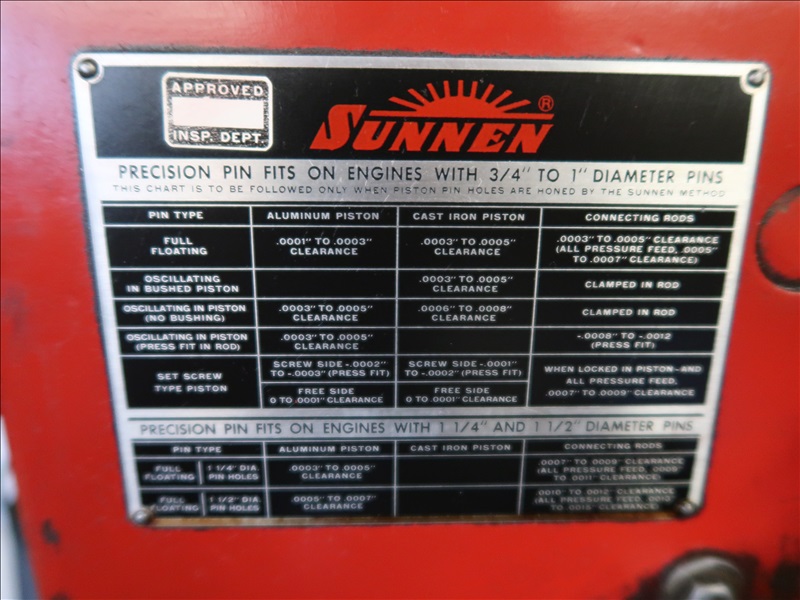 APPROVED
INSP. DEPT.
SUNNEN ®
PRECISION PIN FITS ON ENGINES WITH 3/4" TO 1" DIAMETER PINS
THIS CHART IS TO BE FOLLOWED ONLY WHEN PISTON PIN HOLES ARE HONED BY THE SUNNEN METHOD
PIN TYPE ALUMINUM PISTON CAST IRON PISTON CONNECTING RODS
FULL FLOATING
.0001" TO .0003"
CLEARANCE
.0003" TO .0005"
CLEARANCE
.0003" TO .0005" CLEARANCE
(ALL PRESSURE FEED, .0005"
TO .0007" CLEARANCE)
OSCILLATING
IN BUSHED PISTON
.0003" TO .0005"
CLEARANCE
CLAMPED IN ROD
OSCILLATING IN PISTON
(NO BUSHING)
.0003" TO .0005"
CLEARANCE
.0006" TO .0008"
CLEARANCE
CLAMPED IN ROD
OSCILLATING IN PISTON
(PRESS FIT IN ROD)
.0003" TO .0005"
CLEARANCE
-.0008" TO -.0012
(PRESS FIT)
SET SCREW
TYPE PISTON
SCREW SIDE -.0002"
TO -.0003" (PRESS FIT)
FREE SIDE
0 TO .0001" CLEARANCE
SCREW SIDE -.0001"
TO -.0002" (PRESS FIT)
FREE SIDE
0 TO .0001" CLEARANCE
WHEN LOCKED IN PISTON-AND
ALL PRESSURE FEED,
.0007" TO .0009" CLEARANCE
PRECISION PIN FITS ON ENGINES WITH 1 1/4" AND 1 1/2" DIAMETER PINS
PIN TYPE ALUMINUM PISTON CAST IRON PISTON CONNECTING RODS
FULL
FLOATING
1 1/4" DIA.
PIN HOLES
.0003" TO .0005"
CLEARANCE
.0007" TO CLEARANCE
(ALL PRESSURE FEED,
TO .0011" CLEARANCE)
FULL
FLOATING
1 1/2" DIA.
PIN HOLES
.0005" TO .0007"
CLEARANCE
.0010" TO .0012" CLEARANCE
(ALL PRESSURE FEED,
TO CLEARANCE)